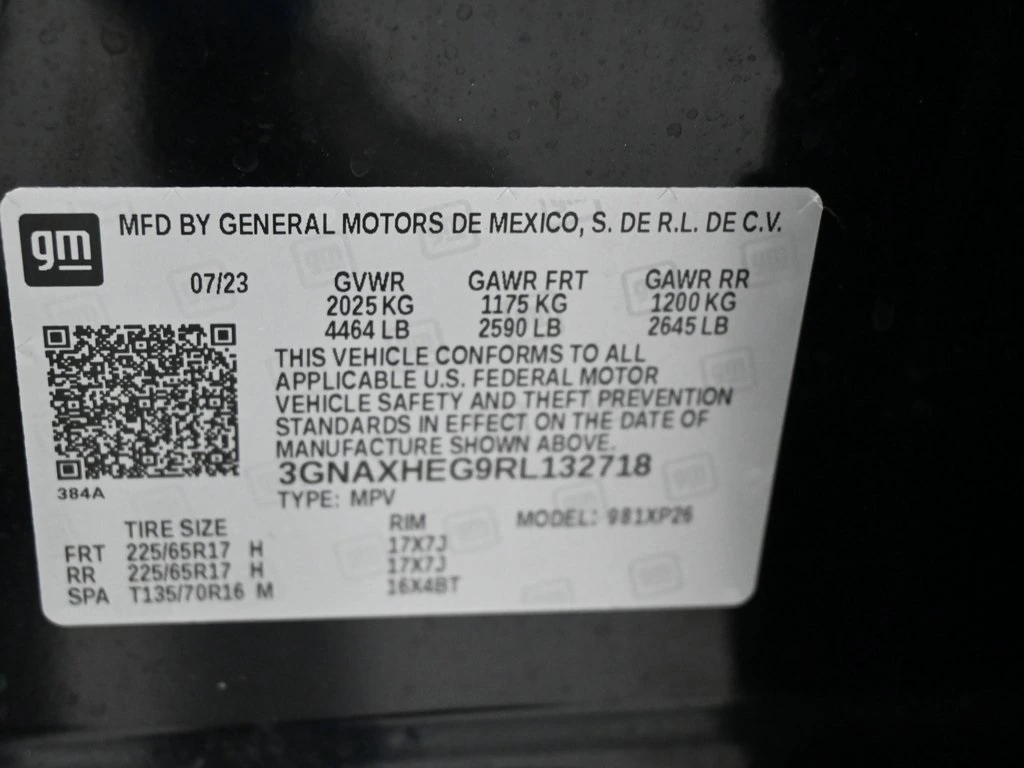 gm
MFD BY GENERAL MOTORS DE MEXICO, S. DE R.L. DE C.V.
07/23 GVWR GAWR FRT GAWR RR
2025 KG 1175 KG 1200 KG
4464 LB 2590 LB 2645 LB
THIS VEHICLE CONFORMS TO ALL
APPLICABLE U.S. FEDERAL MOTOR
VEHICLE SAFETY AND THEFT PREVENTION
STANDARDS IN EFFECT ON THE DATE OF
MANUFACTURE SHOWN ABOVE.
3GNAXHEG9RL132718
384A
TYPE: MPV
TIRE SIZE RIM MODEL: 981XP26
FRT 225/65R17 H 17X7J
RR 225/65R17 H 17X7J
SPA T135/70R16 M 16X4BT